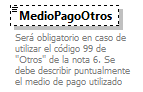 MedioPagoOtros
Será obligatorio en caso de
utilizar el código 99 de
"Otros" de la nota 6. Se
debe describir puntualmente
el medio de pago utilizado